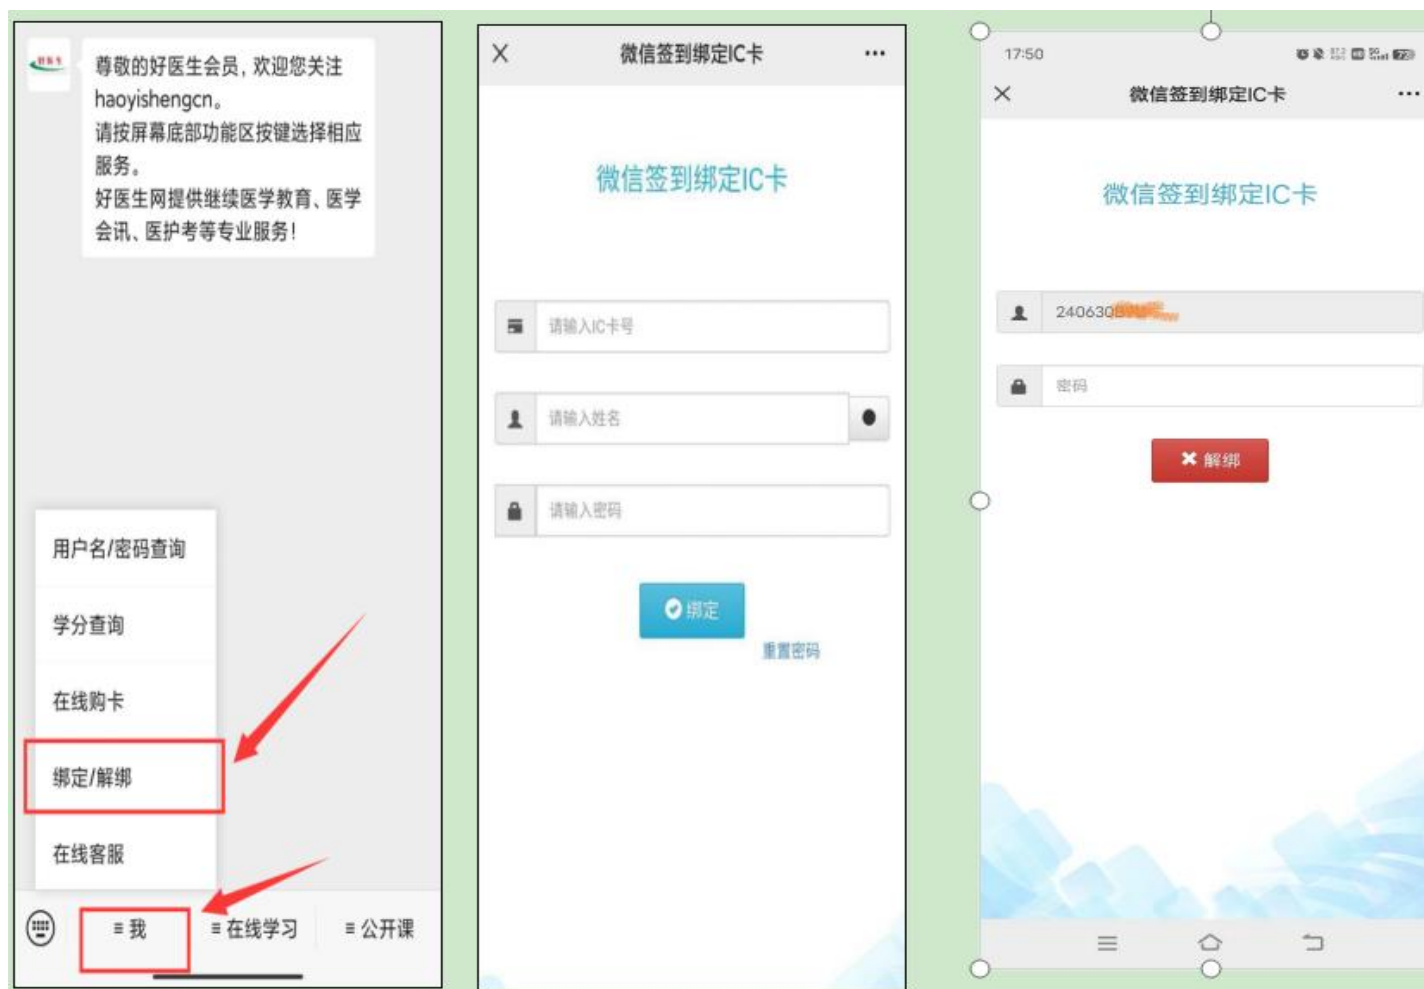 好医生
尊敬的好医生会员，欢迎您关注
haoyishengcn。
请按屏幕底部功能区按键选择相应
服务。
好医生网提供继续医学教育、医学
会讯、医护考等专业服务！
用户名/密码查询
学分查询
在线购卡
绑定/解绑
在线客服
我
在线学习
公开课
微信签到绑定IC卡
微信签到绑定IC卡
请输入IC卡号
请输入姓名
请输入密码
绑定
重置密码
17:50
微信签到绑定IC卡
微信签到绑定IC卡
240630
密码
解绑